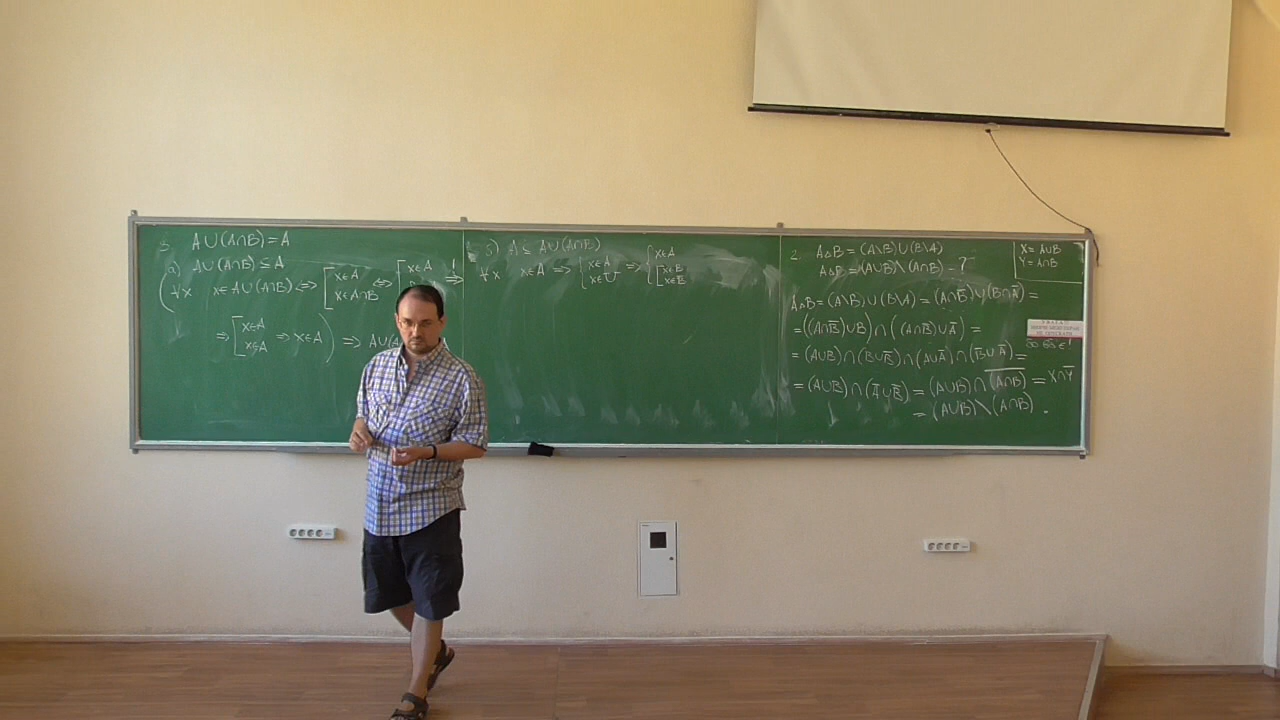 3. A∪(A∩B)=A
a) A∪(A∩B)⊆A
∀x x∈A∪(A∩B)⇔[x∈A x∈A∩B ⇔ [x∈A ⇒
⇒[x∈A x∈A ⇒ x∈A) ⇒ A∪(A
б) A⊆A∪(A∩B)
∀x x∈A ⇒ {x∈A x∈U ⇒ {x∈A [x∈B x∈B̅
2. A△B=(A\B)∪(B\A)
A△B=(A∪B)\(A∩B) - ?
X=A∪B
Y=A∩B
A△B=(A\B)∪(B\A)=(A∩B̅)∪(B∩A̅)=
=((A∩B̅)∪B)∩((A∩B̅)∪A̅)=
=(A∪B)∩(B∪B̅)∩(A∪A̅)∩(B̅∪A̅)=
=(A∪B)∩(A̅∪B̅)=(A∪B)∩(A∩B)̅=X∩Y̅
=(A∪B)\(A∩B).